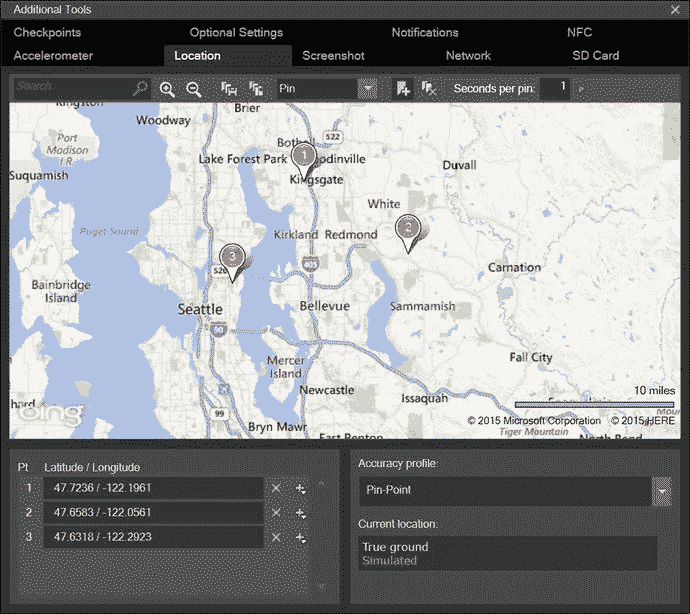 Additional Tools
Checkpoints Optional Settings Notifications NFC
Accelerometer Location Screenshot Network SD Card
Search Pin Seconds per pin: 1
Kingston Brier
Woodway
522
Port
Madison
I.R.
Lake Forest Park
1
Kingsgate
Duvall
Suquamish
White
2
Puget Sound
Kirkland Redmond
3
520
405
Carnation
Bainbridge
Island
Seattle
Bellevue
Sammamish
90
Mercer
Island
Fall City
Newcastle
Issaquah
10 miles
bing
99
© 2015 Microsoft Corporation © 2015 HERE
Bryn Mawr
Tiger Mountain
East Renton
North Bend
Pt Latitude / Longitude
1 47.7236 / -122.1961
2 47.6583 / -122.0561
3 47.6318 / -122.2923
Accuracy profile:
Pin-Point
Current location:
True ground
Simulated